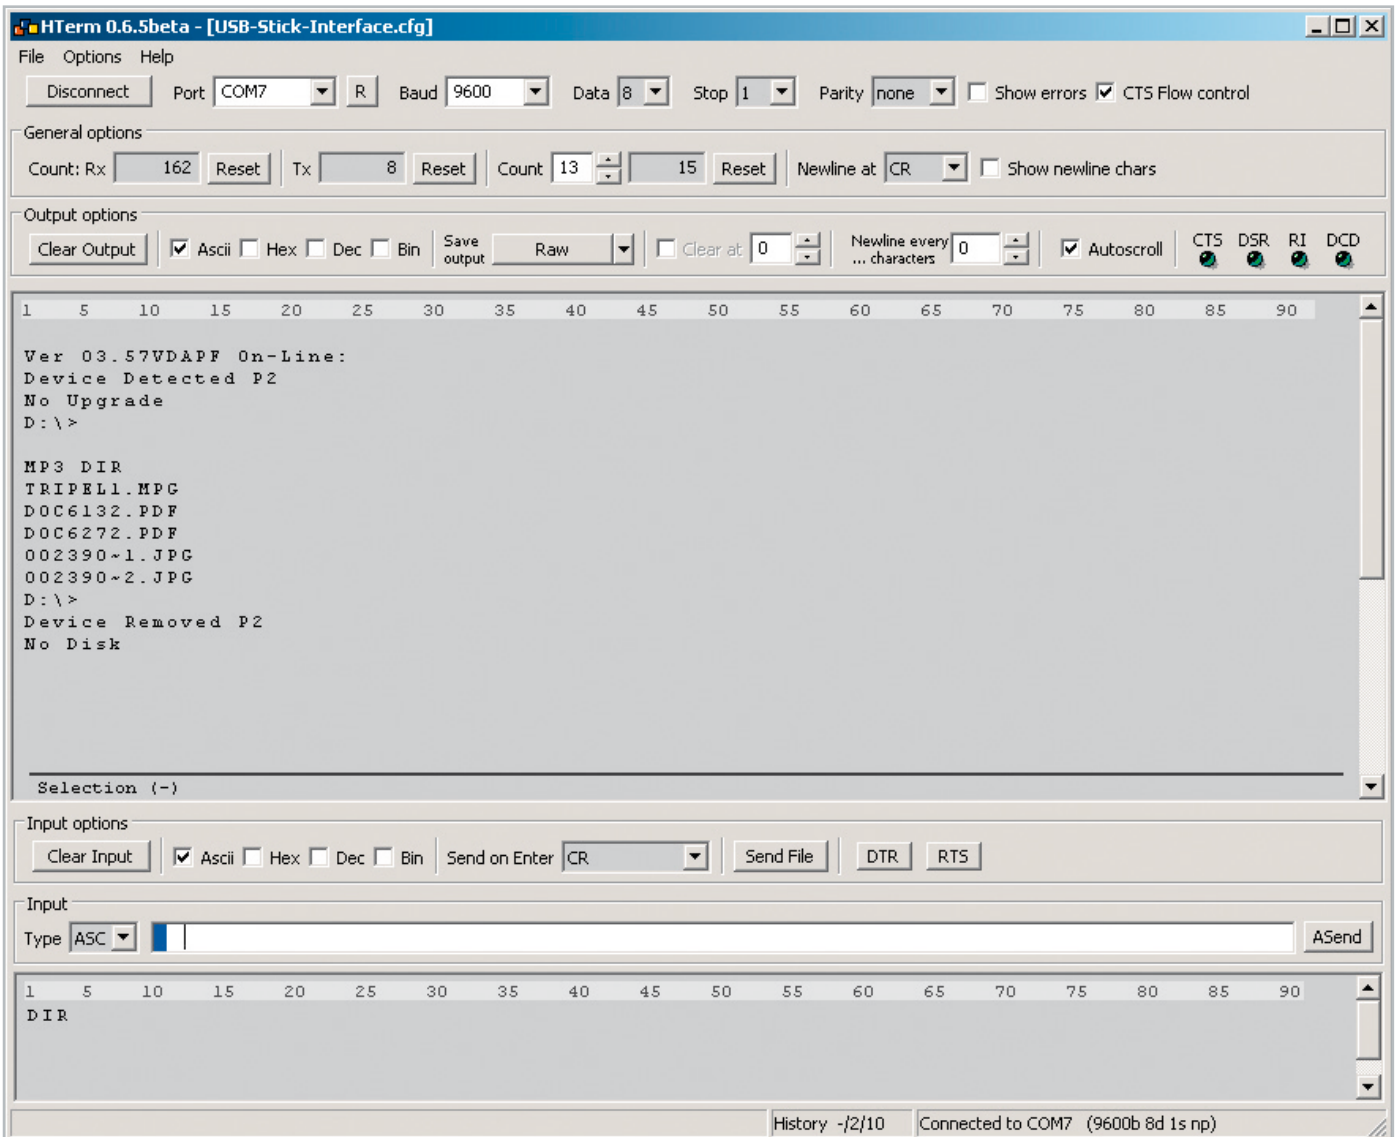 HTerm 0.6.5beta - [USB-Stick-Interface.cfg]
File Options Help
Disconnect Port COM7 R Baud 9600 Data 8 Stop 1 Parity none Show errors CTS Flow control
General options
Count: Rx 162 Reset Tx 8 Reset Count 13 15 Reset Newline at CR Show newline chars
Output options
Clear Output Ascii Hex Dec Bin Save output Raw Clear at 0 Newline every ... characters 0 Autoscroll CTS DSR RI DCD
1 5 10 15 20 25 30 35 40 45 50 55 60 65 70 75 80 85 90
Ver 03.57VDAPF On-Line:
Device Detected P2
No Upgrade
D:\>
MP3 DIR
TRIPEL1.MPG
DOC6132.PDF
DOC6272.PDF
002390~1.JPG
002390~2.JPG
D:\>
Device Removed P2
No Disk
Selection (-)
Input options
Clear Input Ascii Hex Dec Bin Send on Enter CR Send File DTR RTS
Input
Type ASC ASend
1 5 10 15 20 25 30 35 40 45 50 55 60 65 70 75 80 85 90
DIR
History -/2/10 Connected to COM7 (9600b 8d 1s np)